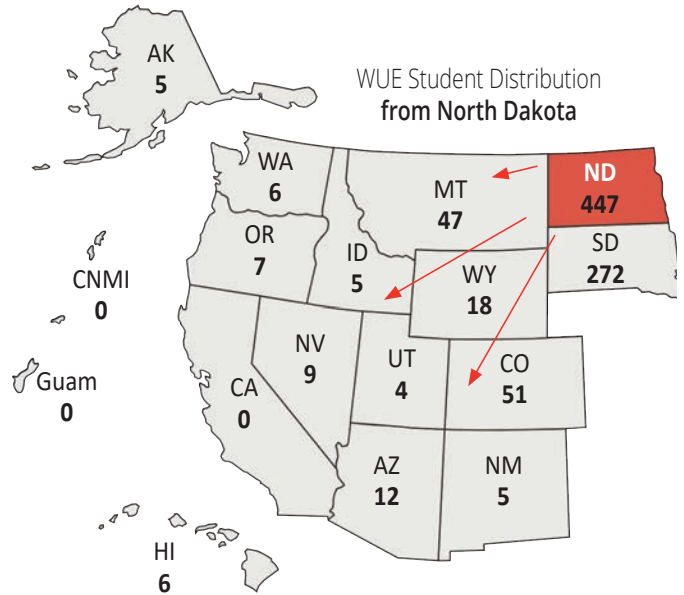 AK
5
WUE Student Distribution
from North Dakota
WA
6
MT
47
ND
447
OR
7
ID
5
SD
272
WY
18
CNMI
0
NV
9
UT
4
CO
51
Guam
0
CA
0
AZ
12
NM
5
HI
6